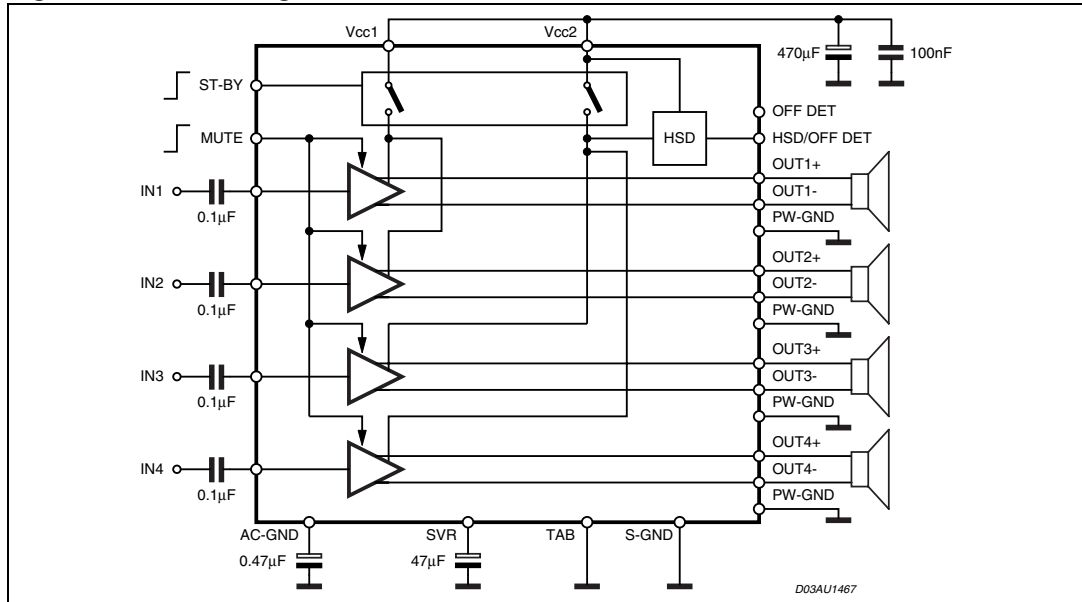 Vcc1
Vcc2
470µF
100nF
ST-BY
OFF DET
MUTE
HSD
HSD/OFF DET
OUT1+
IN1
OUT1-
0.1µF
PW-GND
OUT2+
IN2
OUT2-
0.1µF
PW-GND
OUT3+
IN3
OUT3-
0.1µF
PW-GND
OUT4+
IN4
OUT4-
0.1µF
PW-GND
AC-GND
SVR
TAB
S-GND
0.47µF
47µF
D03AU1467